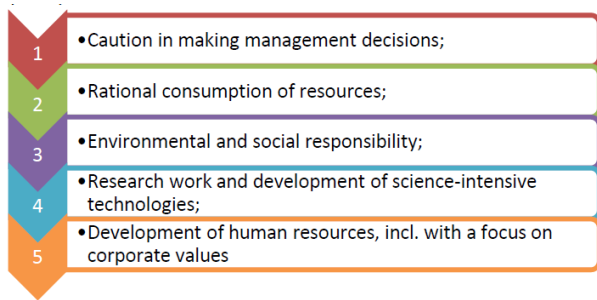 1
•Caution in making management decisions;
2
•Rational consumption of resources;
3
•Environmental and social responsibility;
4
•Research work and development of science-intensive
technologies;
5
•Development of human resources, incl. with a focus on
corporate values